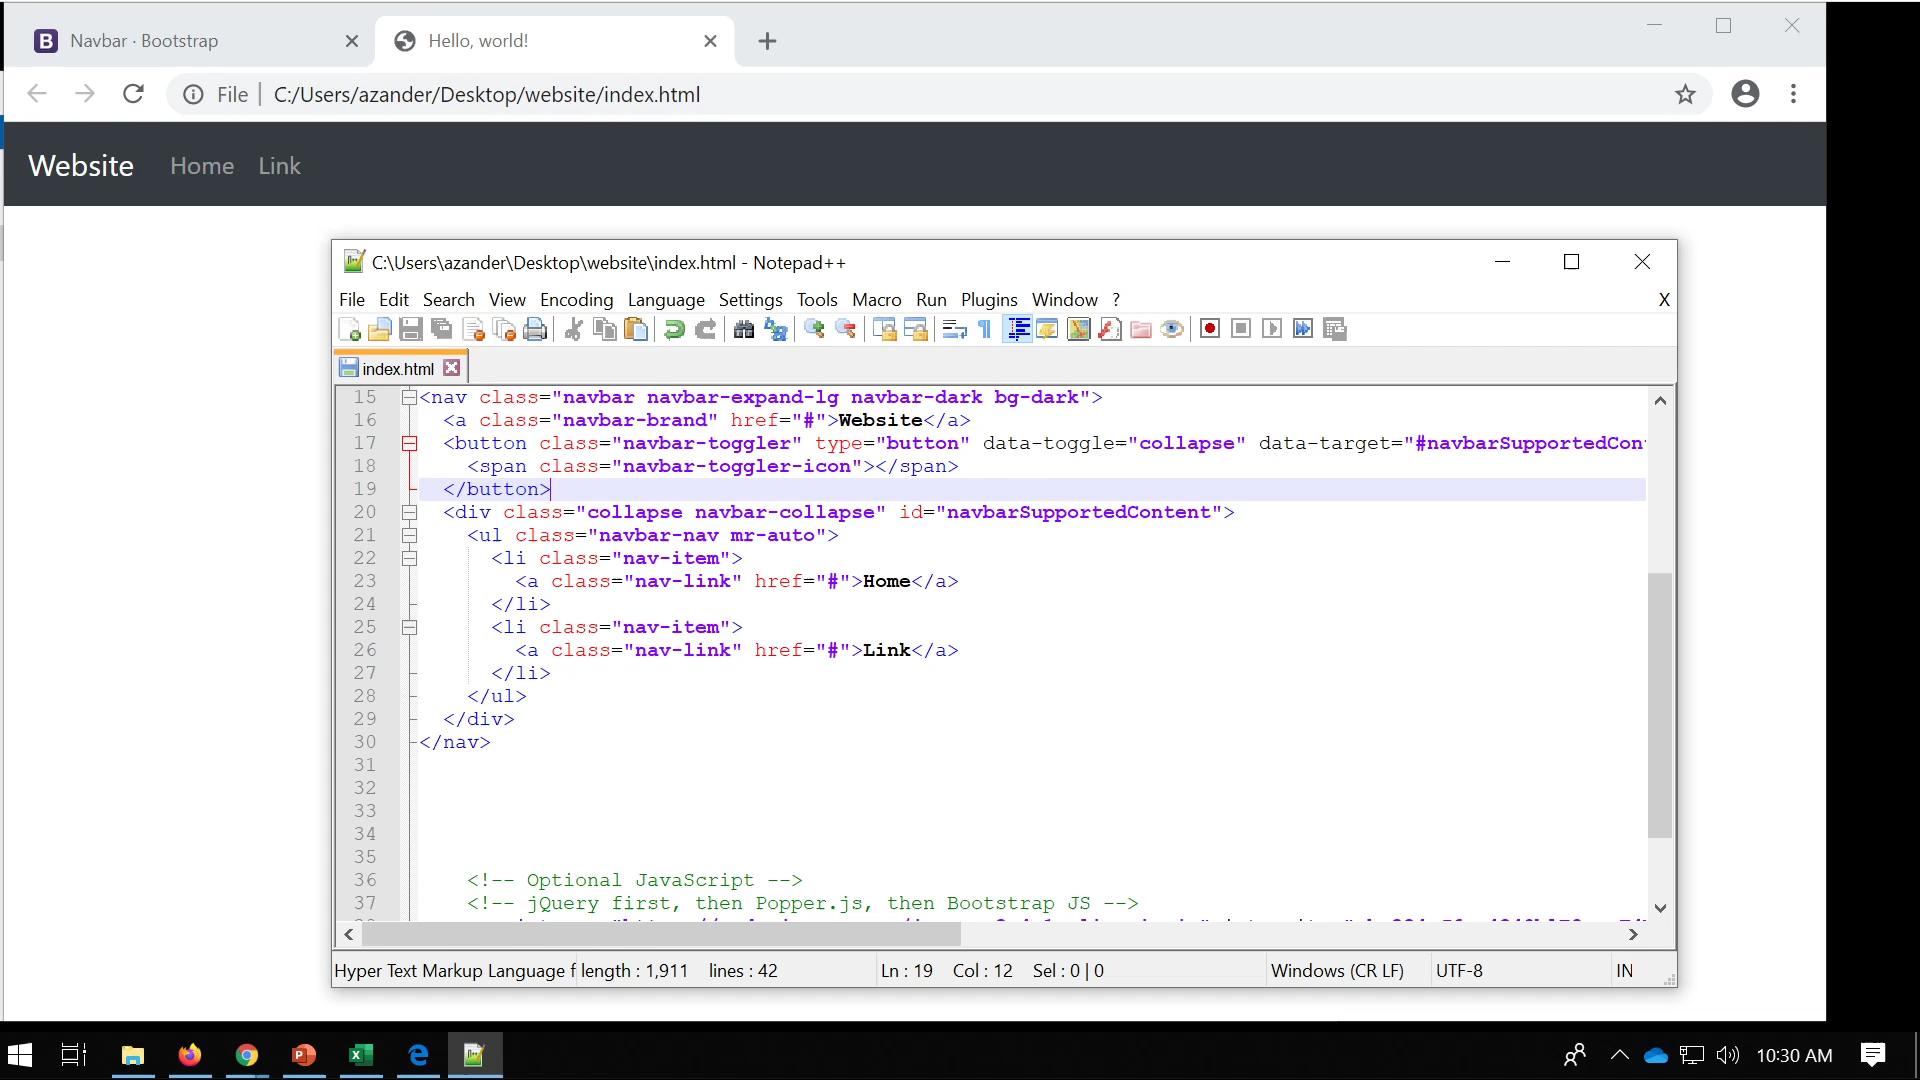 Navbar · Bootstrap
Hello, world!
File | C:/Users/azander/Desktop/website/index.html
Website Home Link
C:\Users\azander\Desktop\website\index.html - Notepad++
File Edit Search View Encoding Language Settings Tools Macro Run Plugins Window ? X
index.html
15 <nav class="navbar navbar-expand-lg navbar-dark bg-dark">
16 <a class="navbar-brand" href="#">Website</a>
17 <button class="navbar-toggler" type="button" data-toggle="collapse" data-target="#navbarSupportedCon
18 <span class="navbar-toggler-icon"></span>
19 </button>
20 <div class="collapse navbar-collapse" id="navbarSupportedContent">
21 <ul class="navbar-nav mr-auto">
22 <li class="nav-item">
23 <a class="nav-link" href="#">Home</a>
24 </li>
25 <li class="nav-item">
26 <a class="nav-link" href="#">Link</a>
27 </li>
28 </ul>
29 </div>
30 </nav>
31
32
33
34
35
36 <!-- Optional JavaScript -->
37 <!-- jQuery first, then Popper.js, then Bootstrap JS -->
Hyper Text Markup Language f length : 1,911 lines : 42 Ln : 19 Col : 12 Sel : 0 | 0 Windows (CR LF) UTF-8 IN
10:30 AM